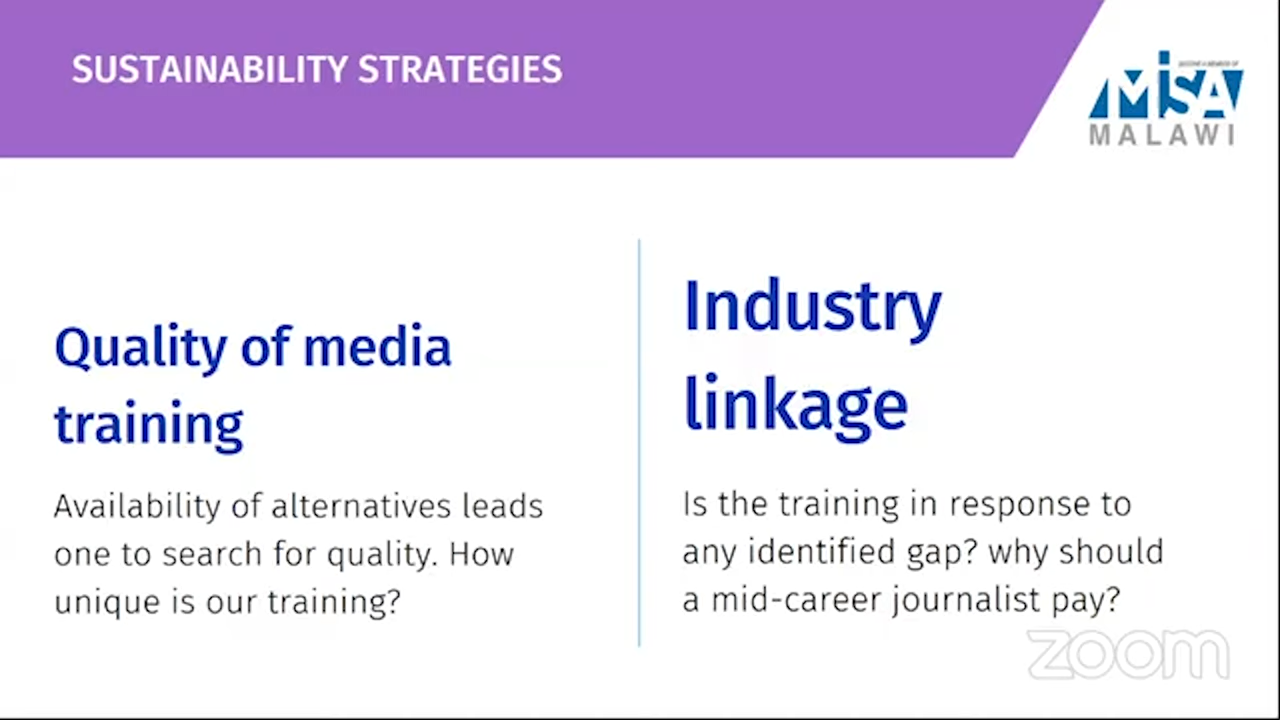 SUSTAINABILITY STRATEGIES
MiSA
MALAWI
Quality of media
training
Availability of alternatives leads
one to search for quality. How
unique is our training?
Industry
linkage
Is the training in response to
any identified gap? why should
a mid-career journalist pay?
zoom